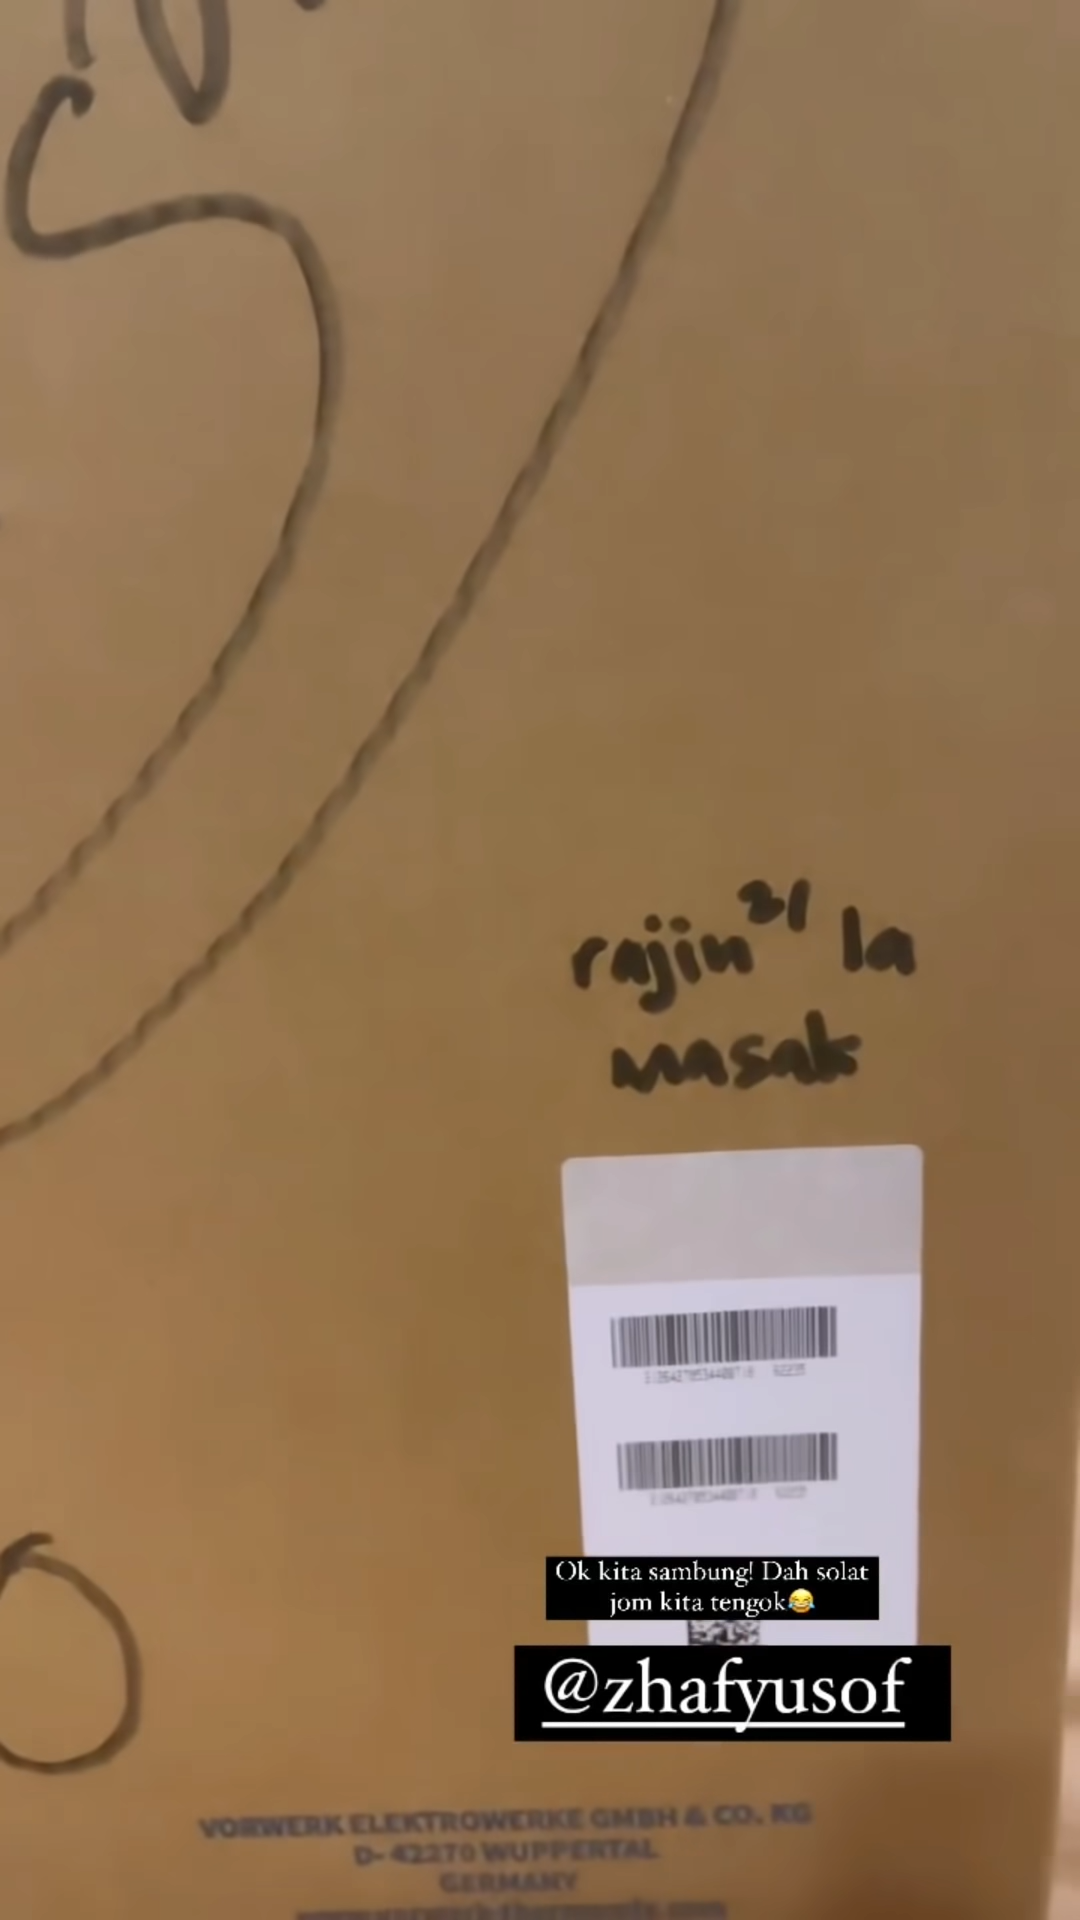 rajin21 la
masak
Ok kita sambung! Dah solat
jom kita tengok😂
@zhafyusof
VORWERK ELEKTROWERKE GMBH & CO. KG
D- 42270 WUPPERTAL
GERMANY